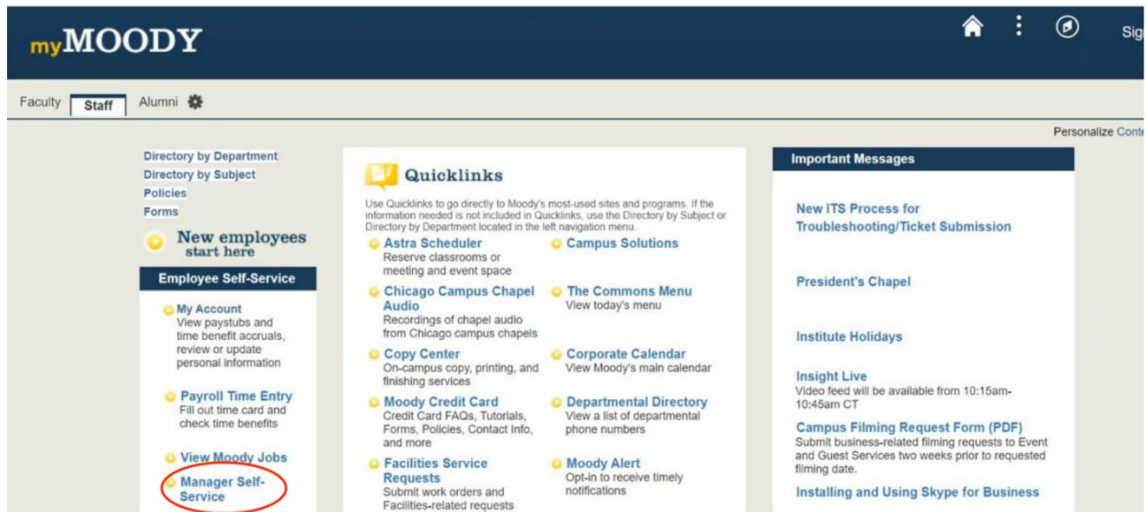 myMOODY
Sig
Faculty Staff Alumni
Personalize Conte
Directory by Department
Directory by Subject
Policies
Forms
New employees
start here
Employee Self-Service
My Account
View paystubs and
time benefit accruals,
review or update
personal information
Payroll Time Entry
Fill out time card and
check time benefits
View Moody Jobs
Manager Self-
Service
Quicklinks
Use Quicklinks to go directly to Moody's most-used sites and programs. If the
information needed is not included in Quicklinks, use the Directory by Subject or
Directory by Department located in the left navigation menu.
Astra Scheduler
Reserve classrooms or
meeting and event space
Chicago Campus Chapel
Audio
Recordings of chapel audio
from Chicago campus chapels
Copy Center
On-campus copy, printing, and
finishing services
Moody Credit Card
Credit Card FAQs, Tutorials,
Forms, Policies, Contact Info,
and more
Facilities Service
Requests
Submit work orders and
Facilities-related requests
Campus Solutions
The Commons Menu
View today's menu
Corporate Calendar
View Moody's main calendar
Departmental Directory
View a list of departmental
phone numbers
Moody Alert
Opt-in to receive timely
notifications
Important Messages
New ITS Process for
Troubleshooting/Ticket Submission
President's Chapel
Institute Holidays
Insight Live
Video feed will be available from 10:15am-
10:45am CT
Campus Filming Request Form (PDF)
Submit business-related filming requests to Event
and Guest Services two weeks prior to requested
filming date.
Installing and Using Skype for Business